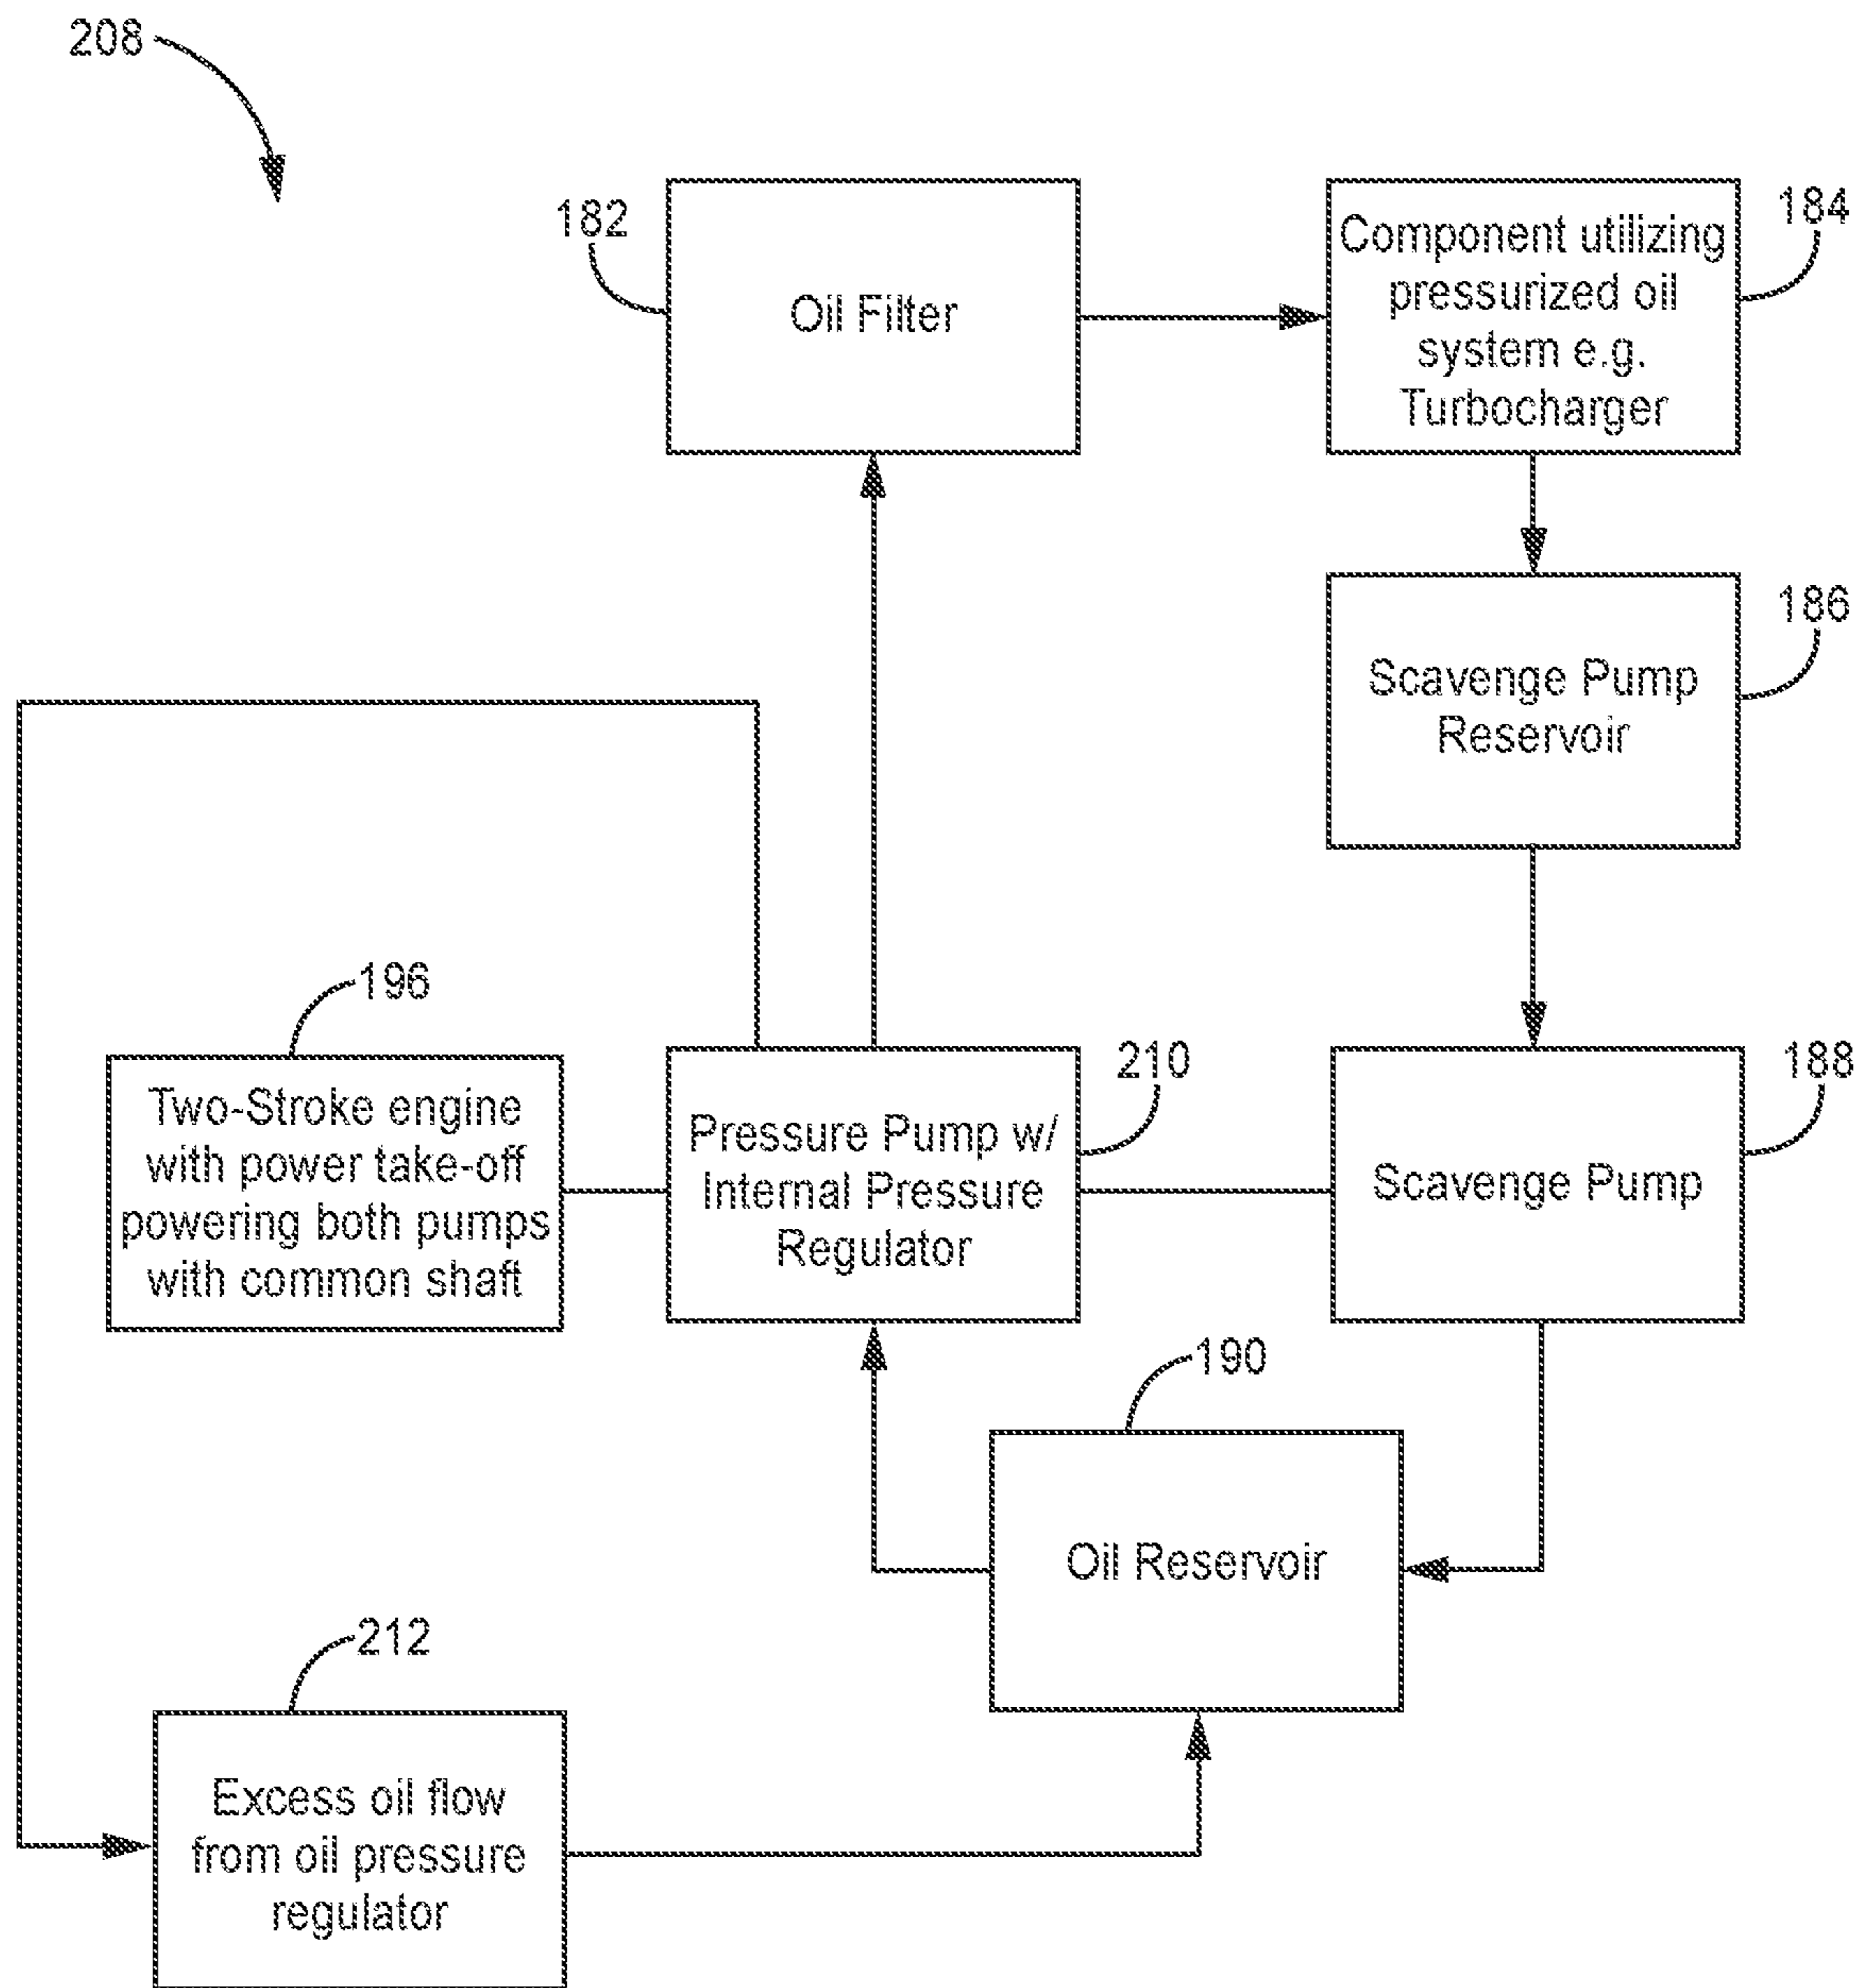 208
182
Oil Filter
184
Component utilizing
pressurized oil
system e.g.
Turbocharger
186
Scavenge Pump
Reservoir
196
Two-Stroke engine
with power take-off
powering both pumps
with common shaft
210
Pressure Pump w/
Internal Pressure
Regulator
188
Scavenge Pump
190
Oil Reservoir
212
Excess oil flow
from oil pressure
regulator